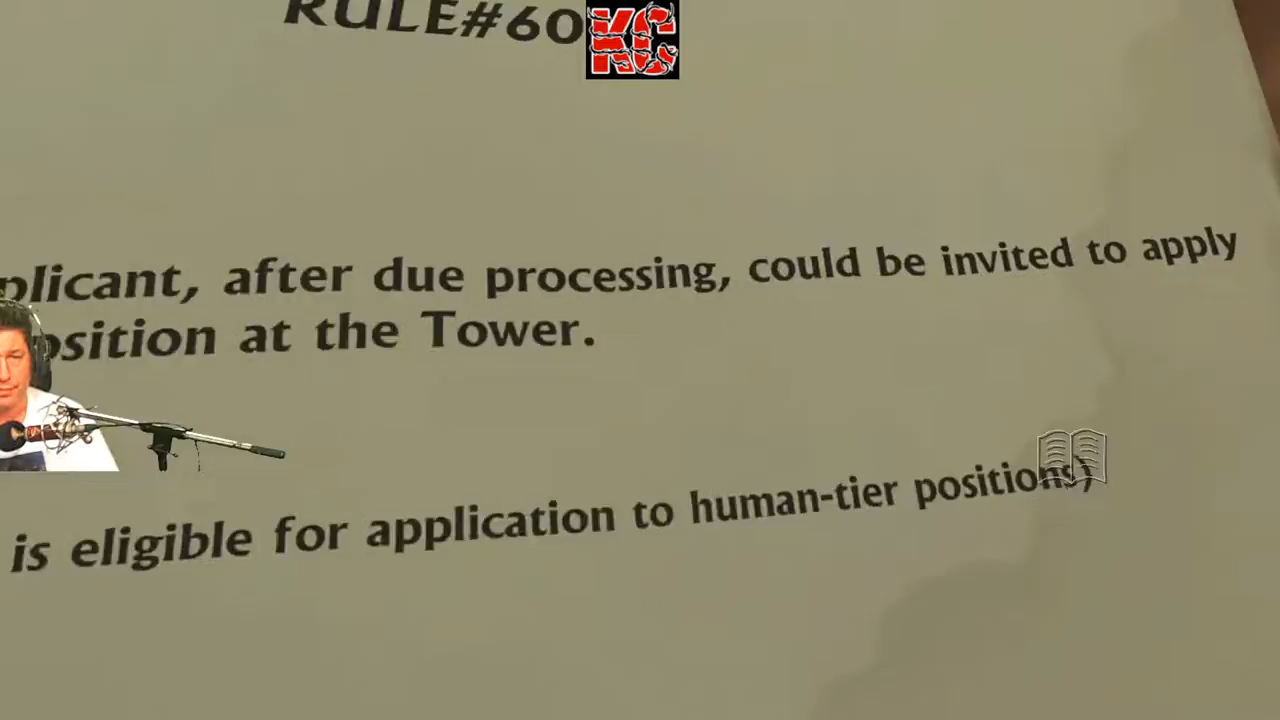 RULE#60
KC
plicant, after due processing, could be invited to apply
osition at the Tower.
is eligible for application to human-tier positions)